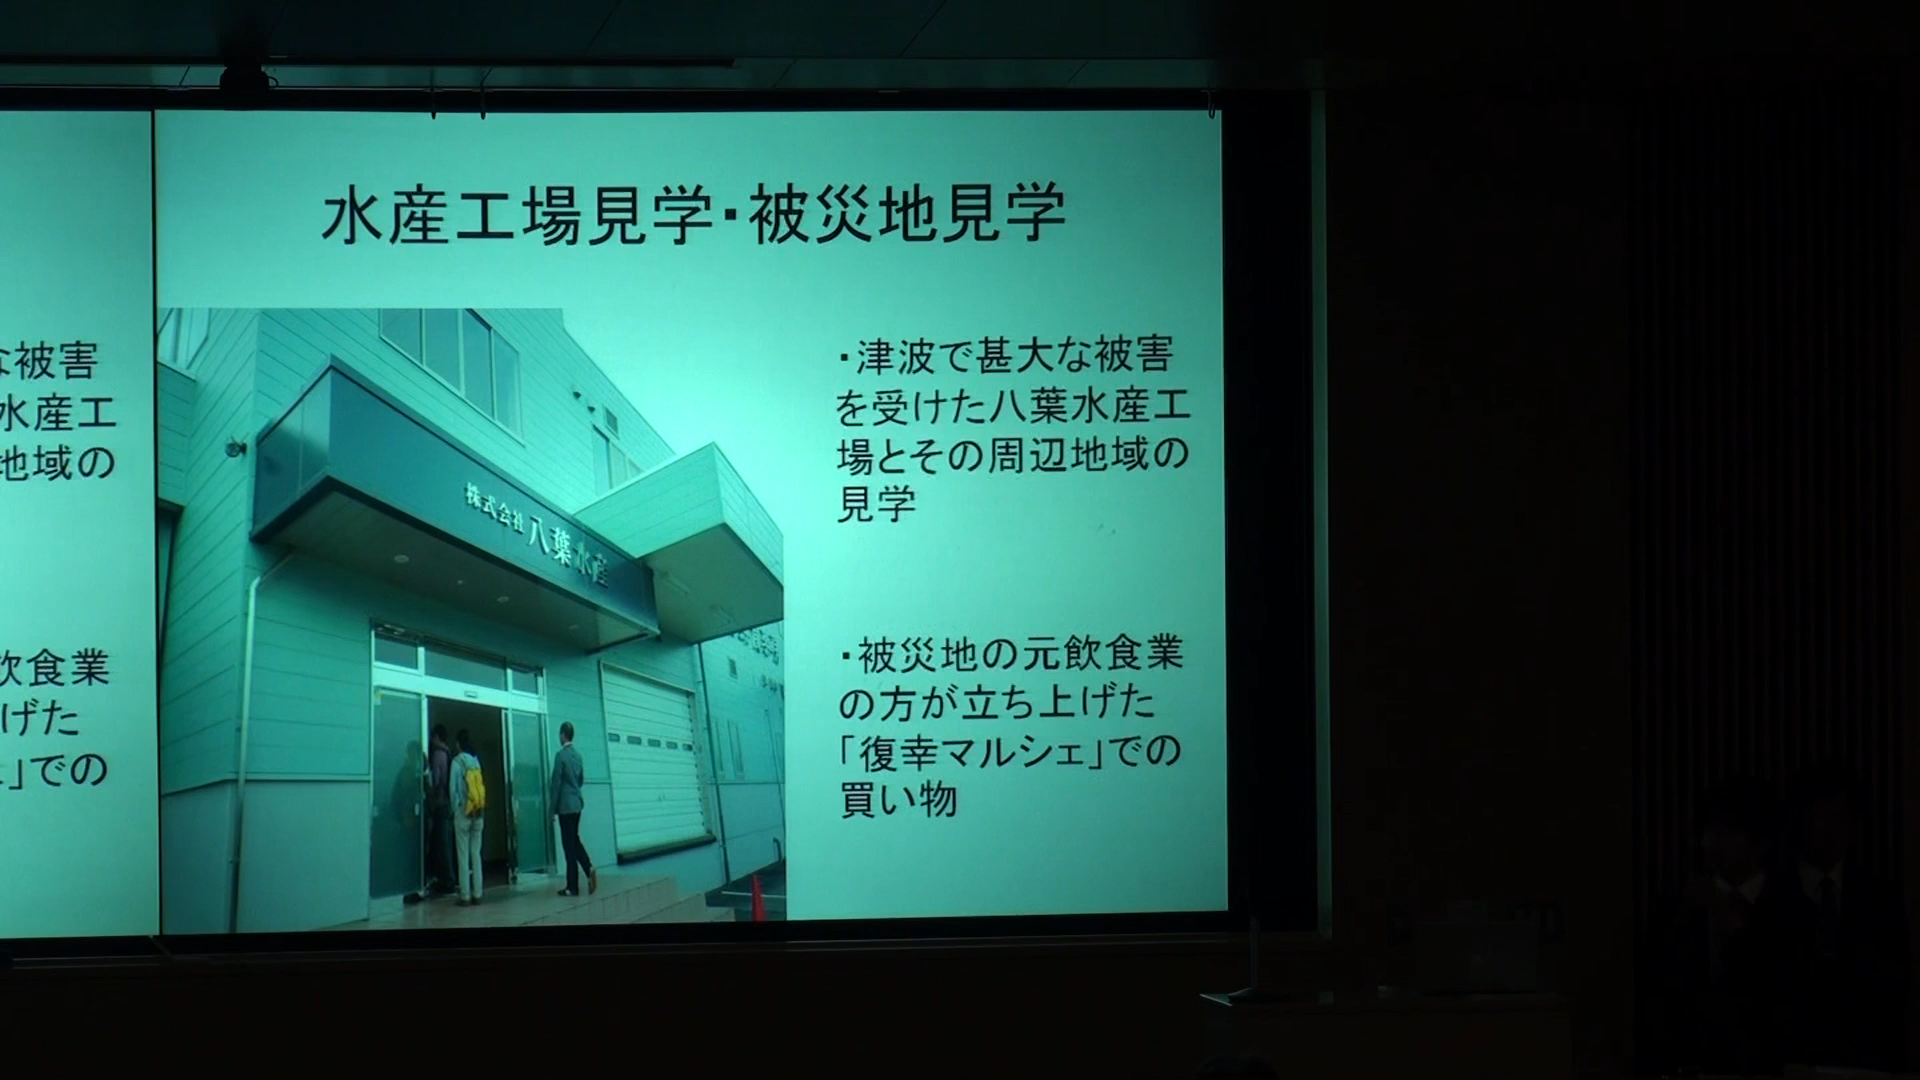 水産工場見学・被災地見学
な被害
水産工
地域の
飲食業
げた
」での
株式会社 八葉水産
・津波で甚大な被害
を受けた八葉水産工
場とその周辺地域の
見学
・被災地の元飲食業
の方が立ち上げた
「復幸マルシェ」での
買い物